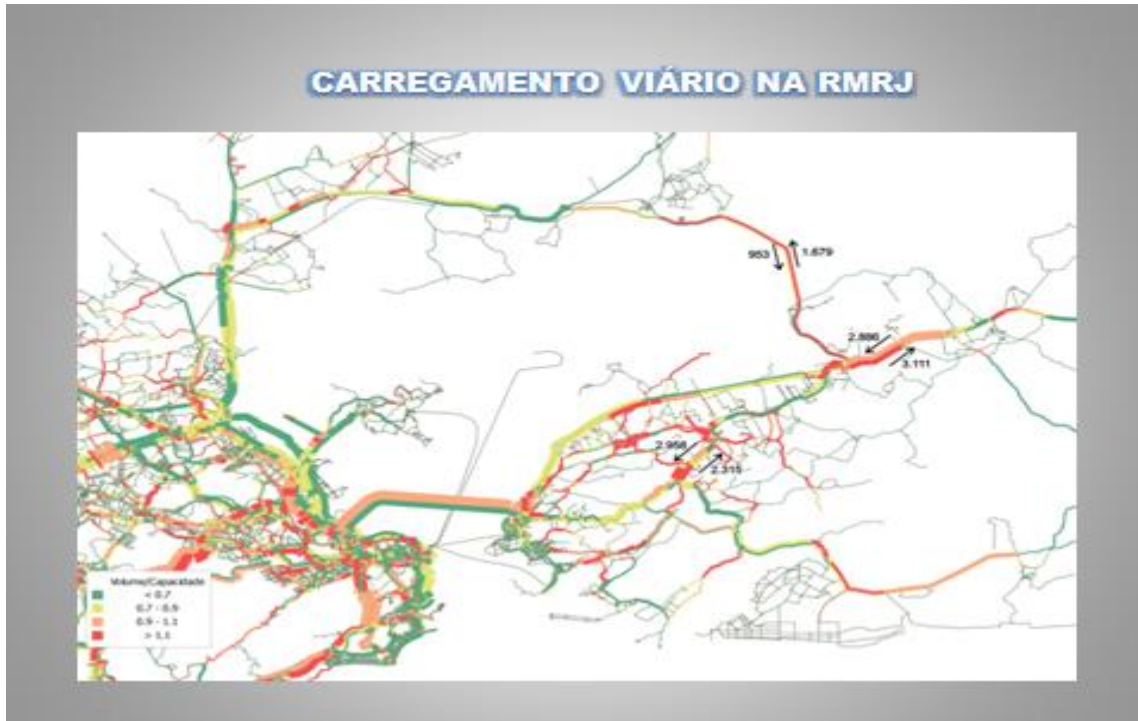 CARREGAMENTO VIÁRIO NA RMRJ
953
1.679
2.886
3.111
2.958
2.315
Volume/Capacidade
< 0.7
0.7 - 0.9
0.9 - 1.1
> 1.1